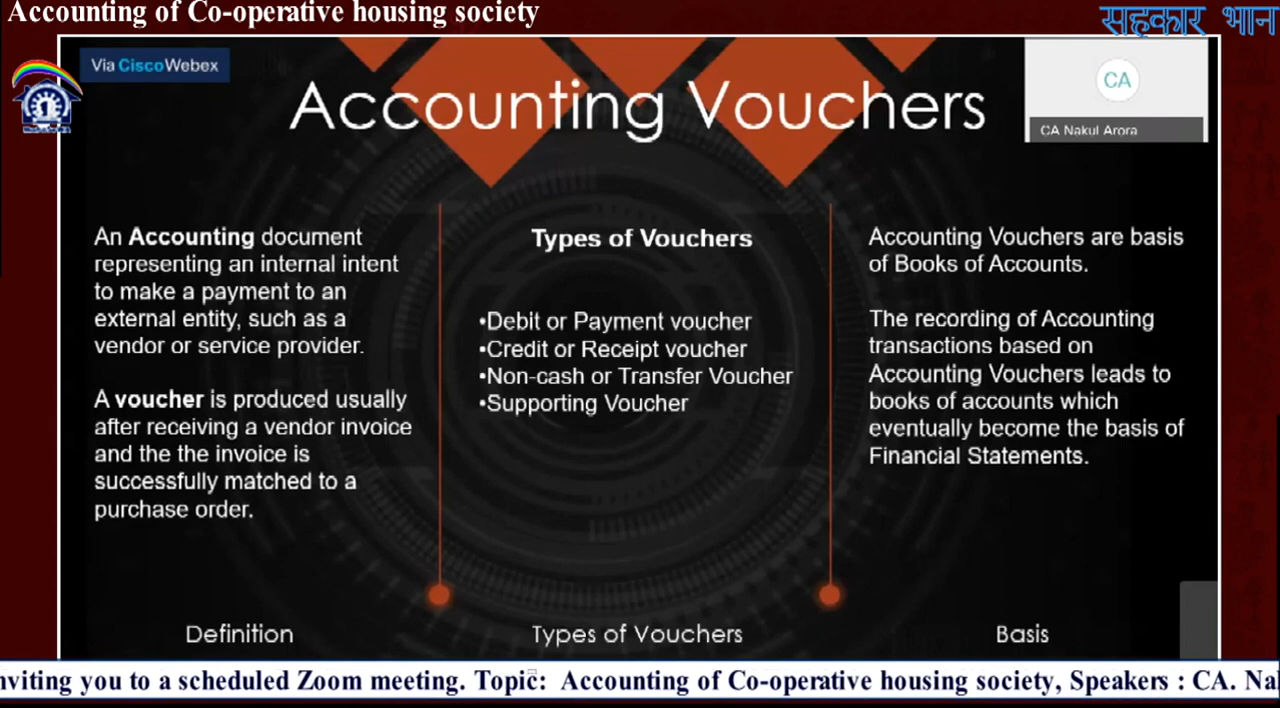 Accounting of Co-operative housing society
सहकार भान
Via CiscoWebex
Accounting Vouchers
CA
CA Nakul Arora
An Accounting document
representing an internal intent
to make a payment to an
external entity, such as a
vendor or service provider.
A voucher is produced usually
after receiving a vendor invoice
and the the invoice is
successfully matched to a
purchase order.
Definition
Types of Vouchers
•Debit or Payment voucher
•Credit or Receipt voucher
•Non-cash or Transfer Voucher
•Supporting Voucher
Types of Vouchers
Accounting Vouchers are basis
of Books of Accounts.
The recording of Accounting
transactions based on
Accounting Vouchers leads to
books of accounts which
eventually become the basis of
Financial Statements.
Basis
nviting you to a scheduled Zoom meeting. Topic: Accounting of Co-operative housing society, Speakers : CA. Na